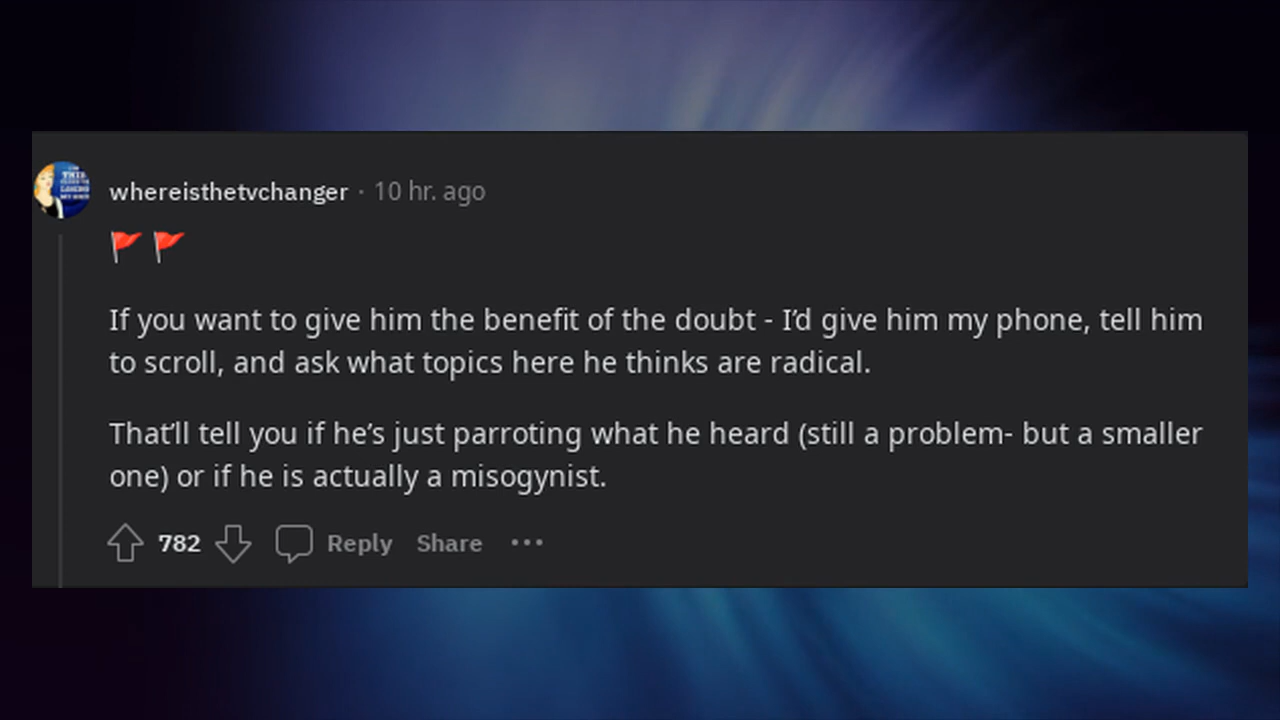 whereisthetvchanger · 10 hr. ago
🚩🚩
If you want to give him the benefit of the doubt - I’d give him my phone, tell him
to scroll, and ask what topics here he thinks are radical.
That’ll tell you if he’s just parroting what he heard (still a problem- but a smaller
one) or if he is actually a misogynist.
782 Reply Share •••